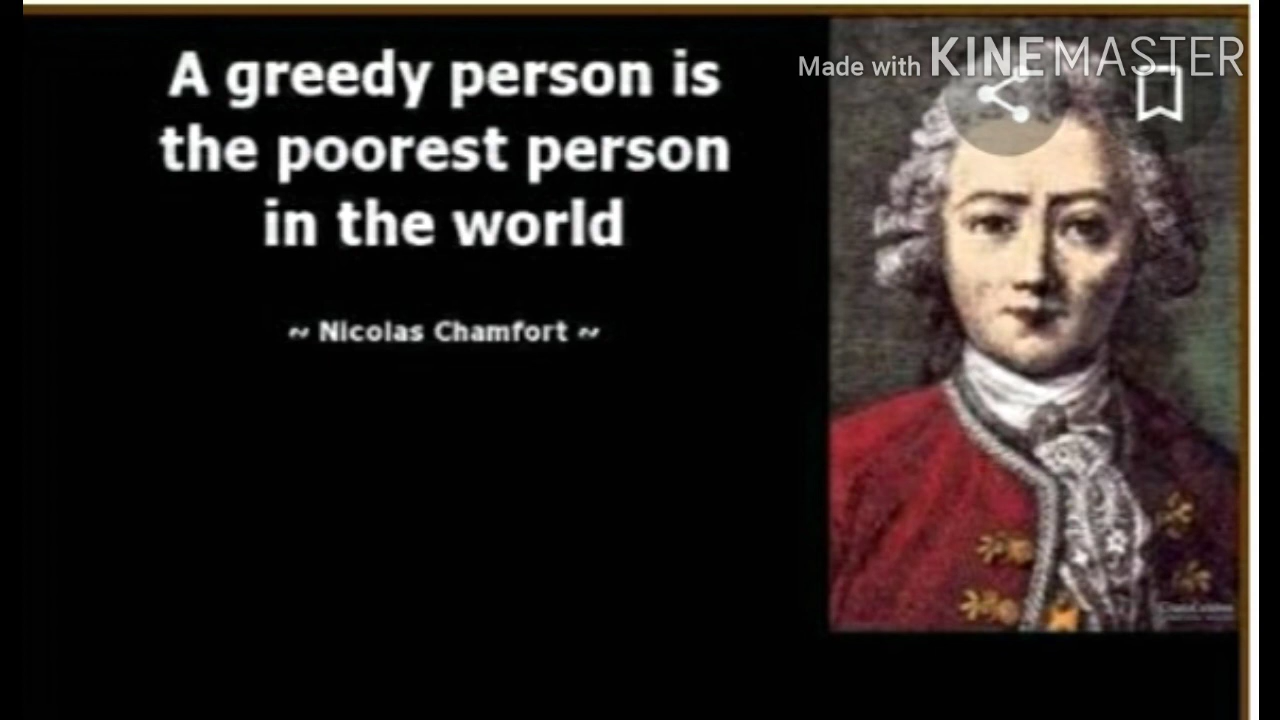 Made with KINEMASTER
A greedy person is
the poorest person
in the world
~ Nicolas Chamfort ~